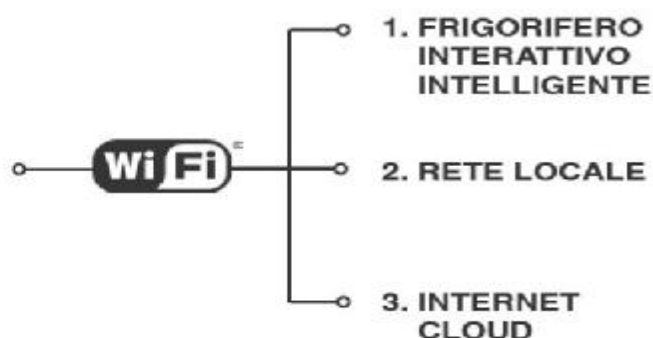 1. FRIGORIFERO
INTERATTIVO
INTELLIGENTE
Wi Fi
2. RETE LOCALE
3. INTERNET
CLOUD